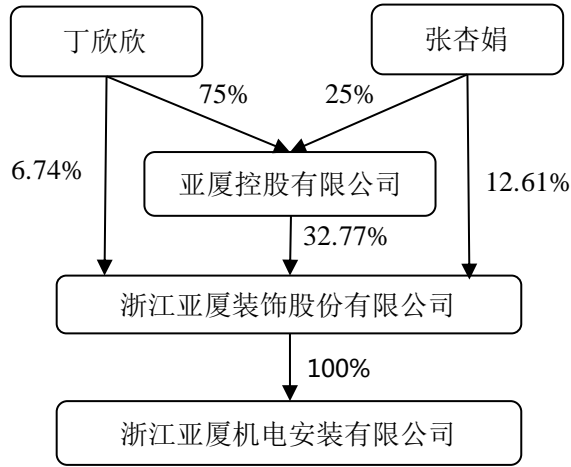 丁欣欣
张杏娟
75%
25%
6.74%
亚厦控股有限公司
12.61%
32.77%
浙江亚厦装饰股份有限公司
100%
浙江亚厦机电安装有限公司